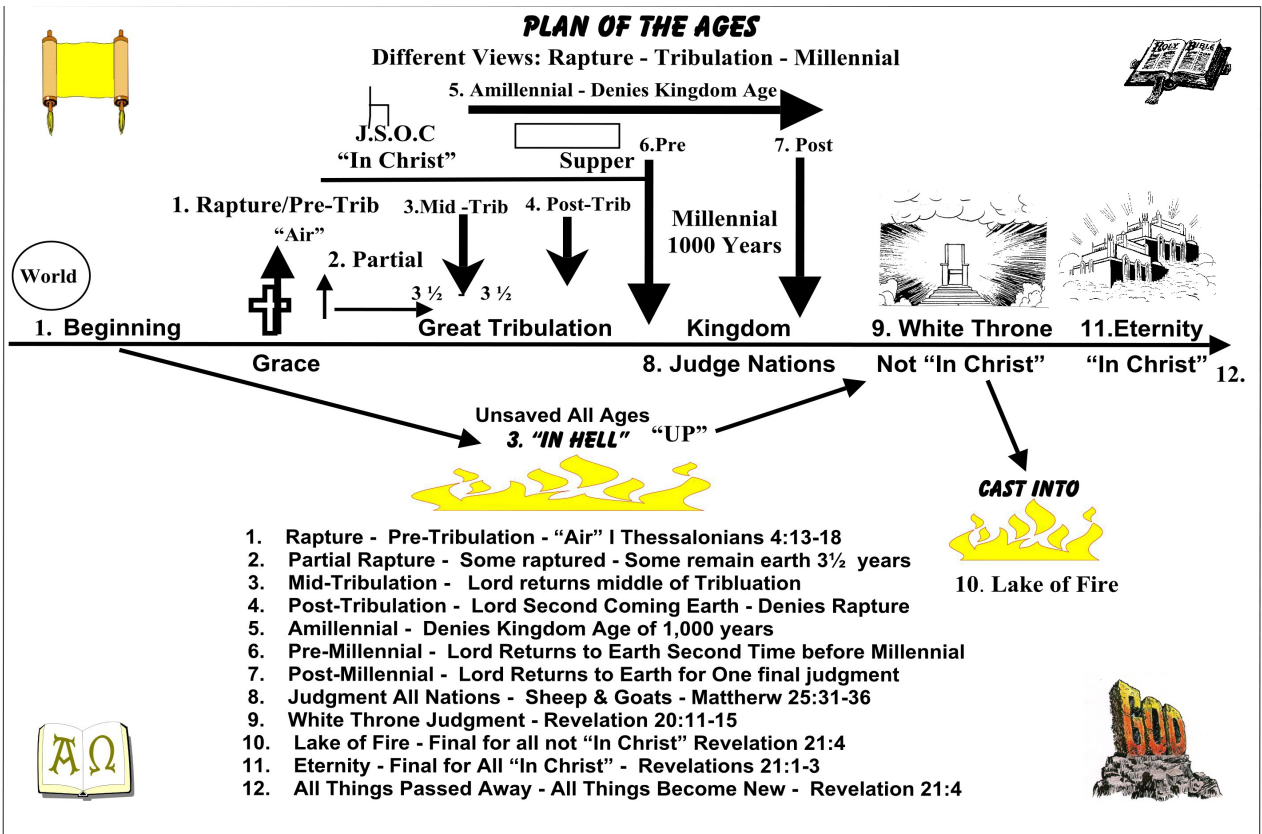 PLAN OF THE AGES
Different Views: Rapture - Tribulation - Millennial
HOLY BIBLE
5. Amillennial - Denies Kingdom Age
J.S.O.C
“In Christ”
Supper
6.Pre
7. Post
1. Rapture/Pre-Trib
3.Mid -Trib
4. Post-Trib
“Air”
2. Partial
Millennial
1000 Years
World
3 ½ - 3 ½
1. Beginning
Great Tribulation
Kingdom
9. White Throne
11.Eternity
Grace
8. Judge Nations
Not “In Christ”
“In Christ”
12.
Unsaved All Ages
3. “IN HELL”
“UP”
CAST INTO
10. Lake of Fire
1. Rapture - Pre-Tribulation - “Air” I Thessalonians 4:13-18
2. Partial Rapture - Some raptured - Some remain earth 3½ years
3. Mid-Tribulation - Lord returns middle of Tribluation
4. Post-Tribulation - Lord Second Coming Earth - Denies Rapture
5. Amillennial - Denies Kingdom Age of 1,000 years
6. Pre-Millennial - Lord Returns to Earth Second Time before Millennial
7. Post-Millennial - Lord Returns to Earth for One final judgment
8. Judgment All Nations - Sheep & Goats - Mattherw 25:31-36
9. White Throne Judgment - Revelation 20:11-15
10. Lake of Fire - Final for all not “In Christ” Revelation 21:4
11. Eternity - Final for All “In Christ” - Revelations 21:1-3
12. All Things Passed Away - All Things Become New - Revelation 21:4
Α Ω
GOD